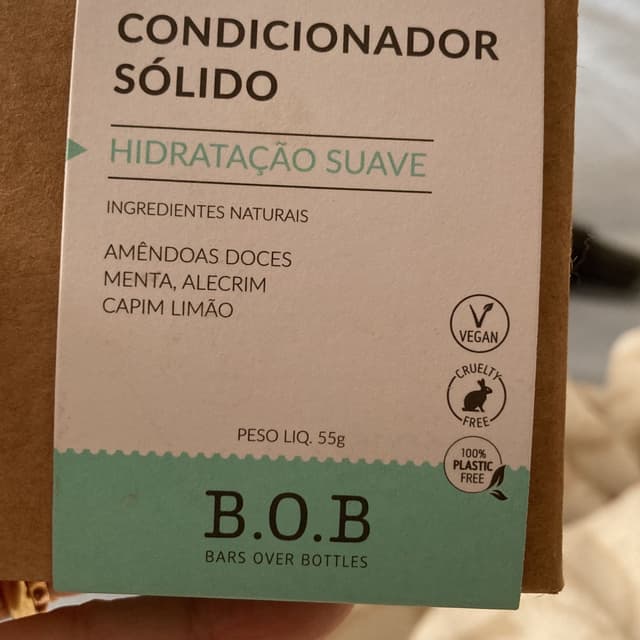 CONDICIONADOR
SÓLIDO
HIDRATAÇÃO SUAVE
INGREDIENTES NATURAIS
AMÊNDOAS DOCES
MENTA, ALECRIM
CAPIM LIMÃO
VEGAN
CRUELTY
FREE
PESO LIQ. 55g
100%
PLASTIC
FREE
B.O.B
BARS OVER BOTTLES